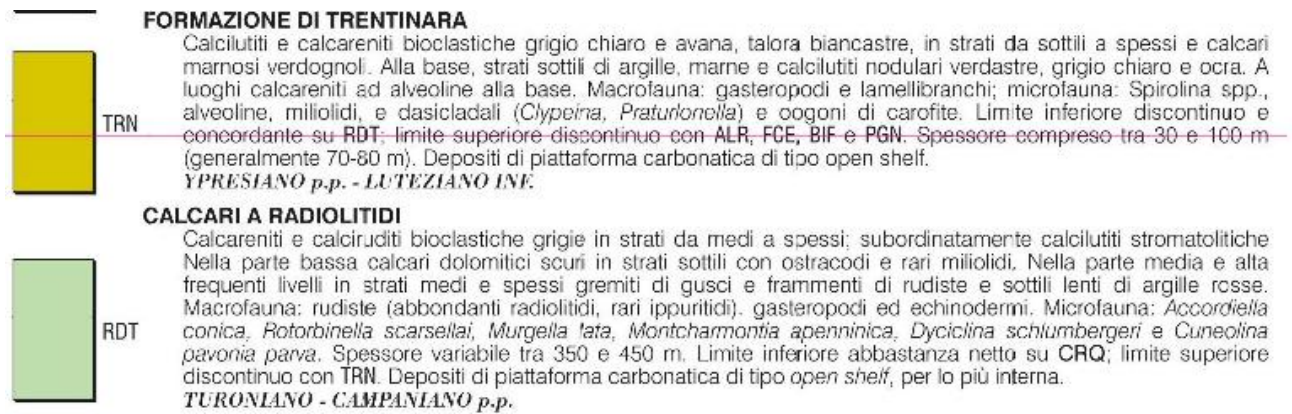 FORMAZIONE DI TRENTINARA
Calcilutiti e calcareniti bioclastiche grigio chiaro e avana, talora biancastre, in strati da sottili a spessi e calcari
marnosi verdognoli. Alla base, strati sottili di argille, marne e calcilutiti nodulari verdastre, grigio chiaro e ocra. A
luoghi calcareniti ad alveoline alla base. Macrofauna: gasteropodi e lamellibranchi; microfauna: Spirolina spp.,
alveoline, miliolidi, e dasicladali (Clypeina, Praturlonella) e oogoni di carofite. Limite inferiore discontinuo e
TRN
concordante su RDT; limite superiore discontinuo con ALR, FCE, BIF e PGN. Spessore compreso tra 30 e 100 m
(generalmente 70-80 m). Depositi di piattaforma carbonatica di tipo open shelf.
YPRESIANO p.p. - LUTEZIANO INF.
CALCARI A RADIOLITIDI
Calcareniti e calciruditi bioclastiche grigie in strati da medi a spessi; subordinatamente calcilutiti stromatolitiche
Nella parte bassa calcari dolomitici scuri in strati sottili con ostracodi e rari miliolidi. Nella parte media e alta
frequenti livelli in strati medi e spessi gremiti di gusci e frammenti di rudiste e sottili lenti di argille rosse.
Macrofauna: rudiste (abbondanti radiolitidi, rari ippuritidi). gasteropodi ed echinodermi. Microfauna: Accordiella
RDT
conica, Rotorbinella scarsellai, Murgella lata, Montcharmontia apenninica, Dyciclina schlumbergeri e Cuneolina
pavonia parva. Spessore variabile tra 350 e 450 m. Limite inferiore abbastanza netto su CRQ; limite superiore
discontinuo con TRN. Depositi di piattaforma carbonatica di tipo open shelf, per lo più interna.
TURONIANO - CAMPANIANO p.p.